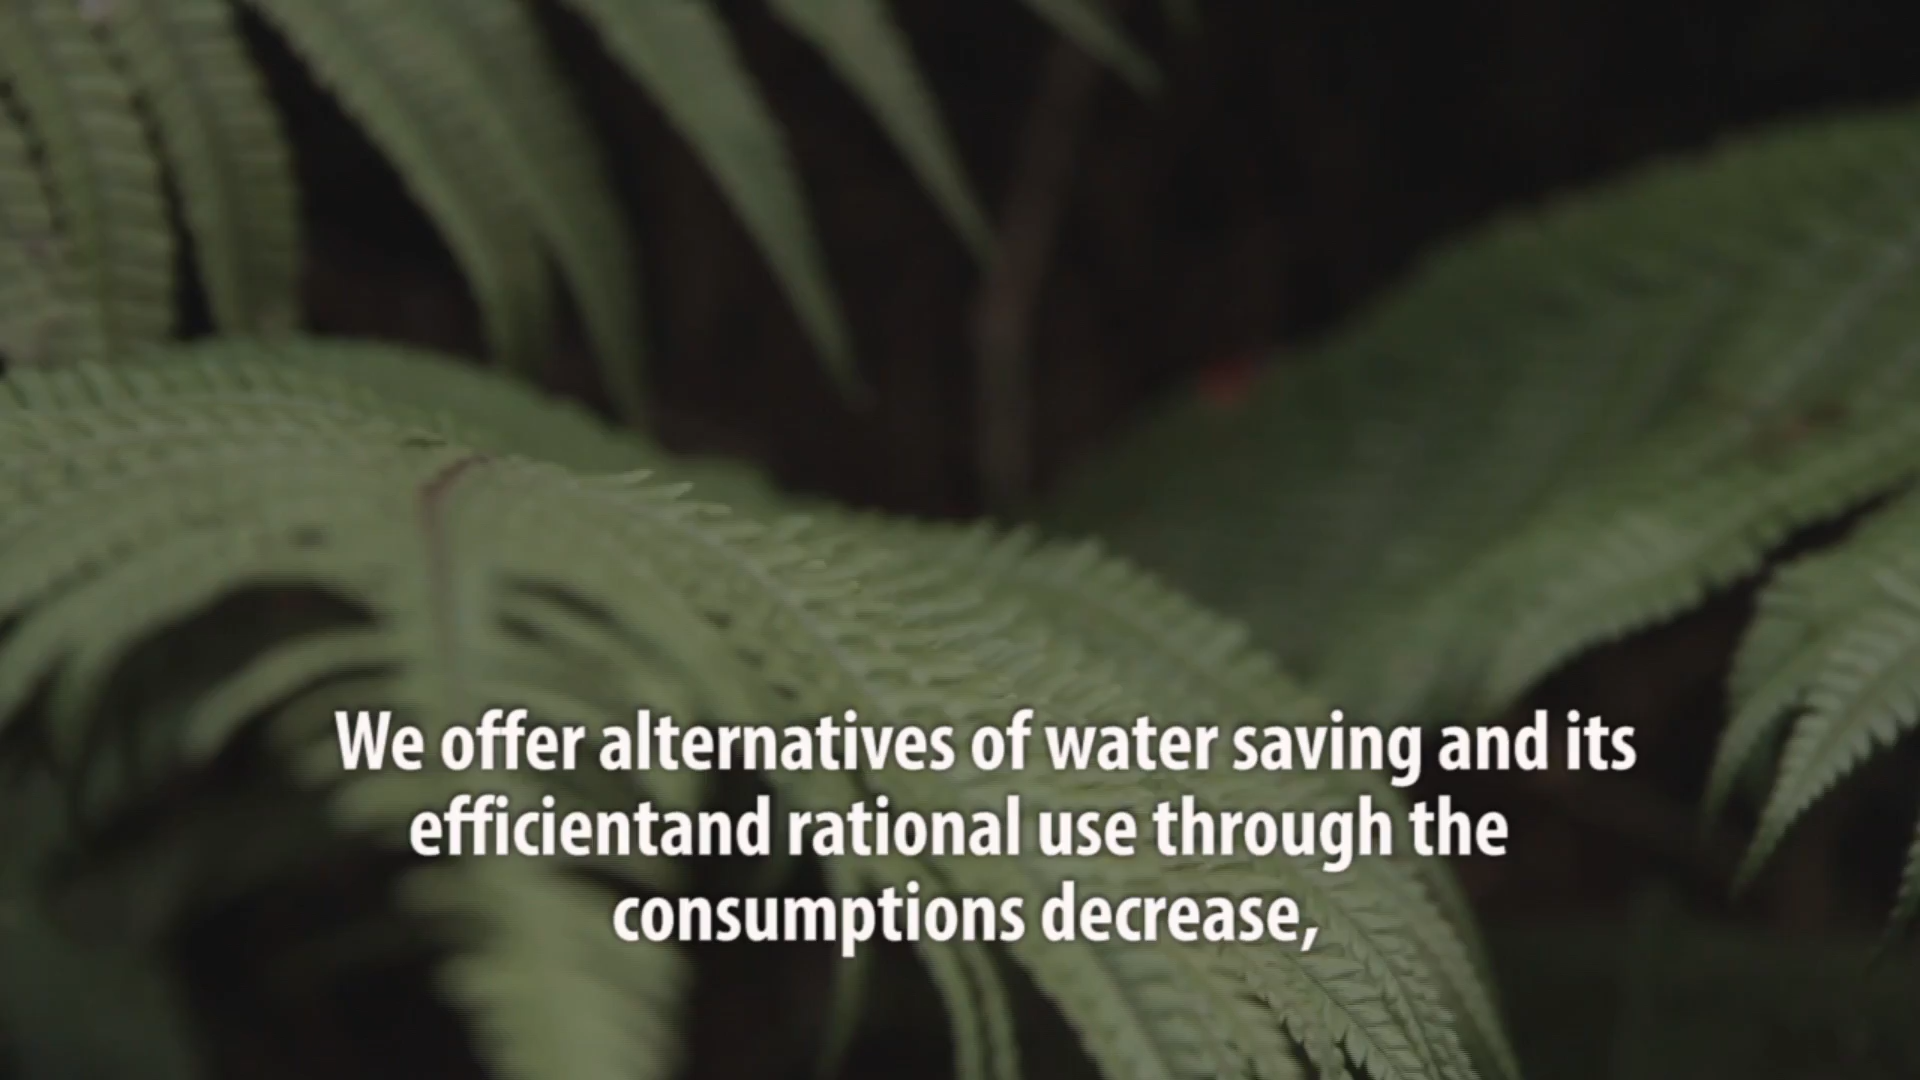 We offer alternatives of water saving and its
efficientand rational use through the
consumptions decrease,